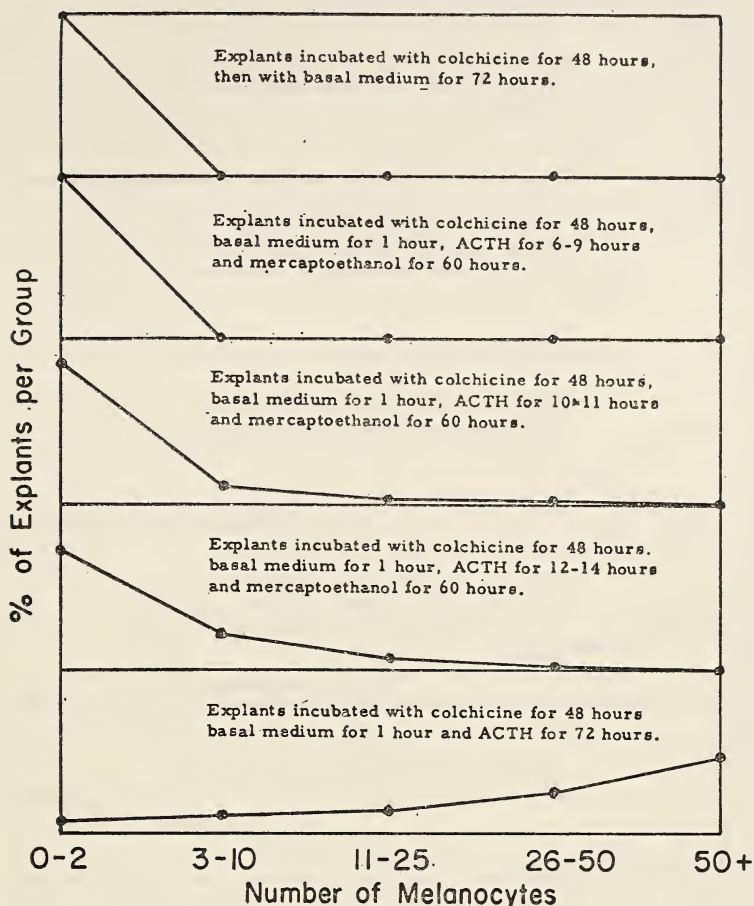 Explants incubated with colchicine for 48 hours,
then with basal medium for 72 hours.
Explants incubated with colchicine for 48 hours,
basal medium for 1 hour, ACTH for 6-9 hours
and mercaptoethanol for 60 hours.
Explants incubated with colchicine for 48 hours,
basal medium for 1 hour, ACTH for 10-11 hours
and mercaptoethanol for 60 hours.
Explants incubated with colchicine for 48 hours.
basal medium for 1 hour, ACTH for 12-14 hours
and mercaptoethanol for 60 hours.
Explants incubated with colchicine for 48 hours
basal medium for 1 hour and ACTH for 72 hours.
% of Explants per Group
0-2 3-10 11-25 26-50 50+
Number of Melanocytes